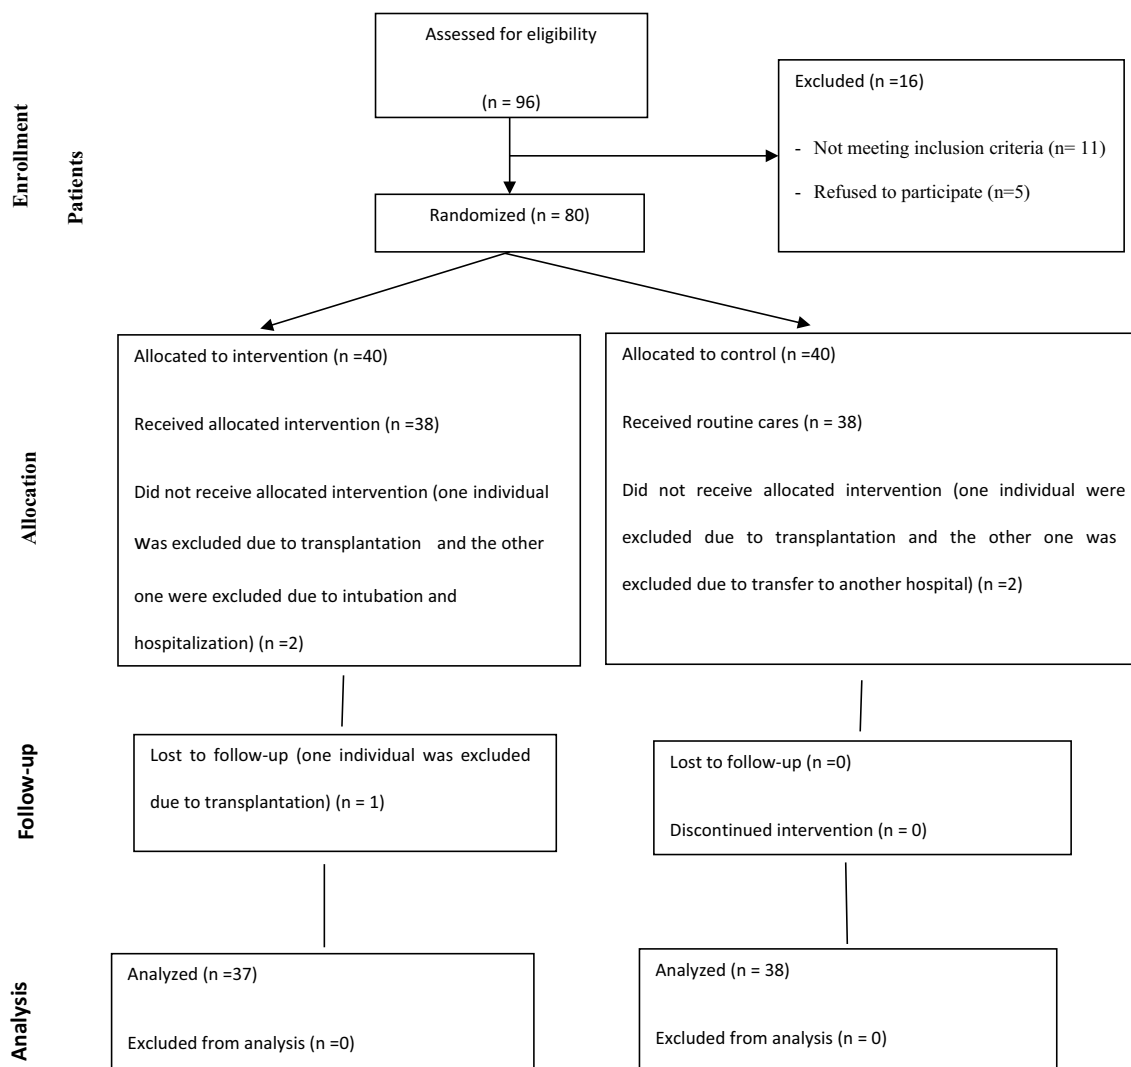 Enrollment
Patients
Assessed for eligibility
(n = 96)
Excluded (n =16)
- Not meeting inclusion criteria (n= 11)
- Refused to participate (n=5)
Randomized (n = 80)
Allocation
Allocated to intervention (n =40)
Received allocated intervention (n =38)
Did not receive allocated intervention (one individual
was excluded due to transplantation and the other
one were excluded due to intubation and
hospitalization) (n =2)
Allocated to control (n =40)
Received routine cares (n = 38)
Did not receive allocated intervention (one individual were
excluded due to transplantation and the other one was
excluded due to transfer to another hospital) (n =2)
Follow-up
Lost to follow-up (one individual was excluded
due to transplantation) (n = 1)
Lost to follow-up (n =0)
Discontinued intervention (n = 0)
Analysis
Analyzed (n =37)
Excluded from analysis (n =0)
Analyzed (n = 38)
Excluded from analysis (n = 0)